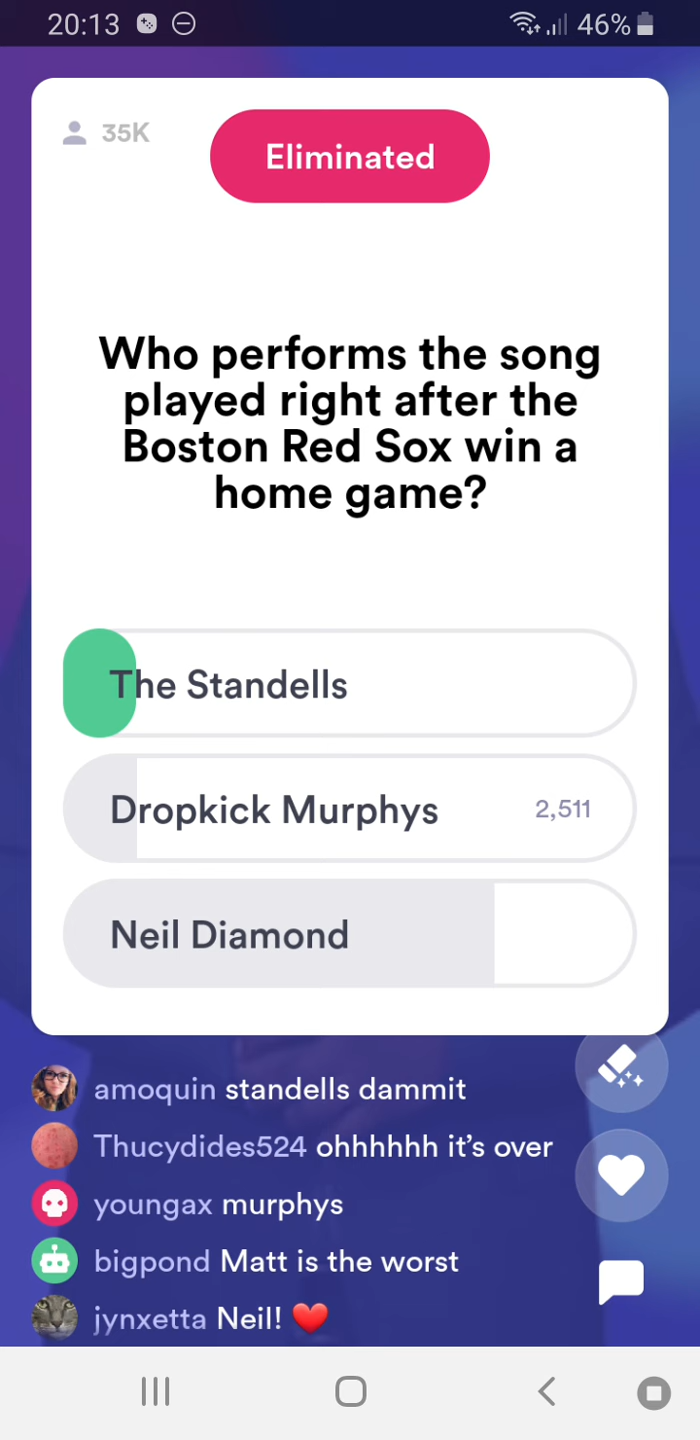 20:13
46%
35K
Eliminated
Who performs the song
played right after the
Boston Red Sox win a
home game?
The Standells
Dropkick Murphys 2,511
Neil Diamond
amoquin standells dammit
Thucydides524 ohhhhhh it’s over
youngax murphys
bigpond Matt is the worst
jynxetta Neil! ❤️